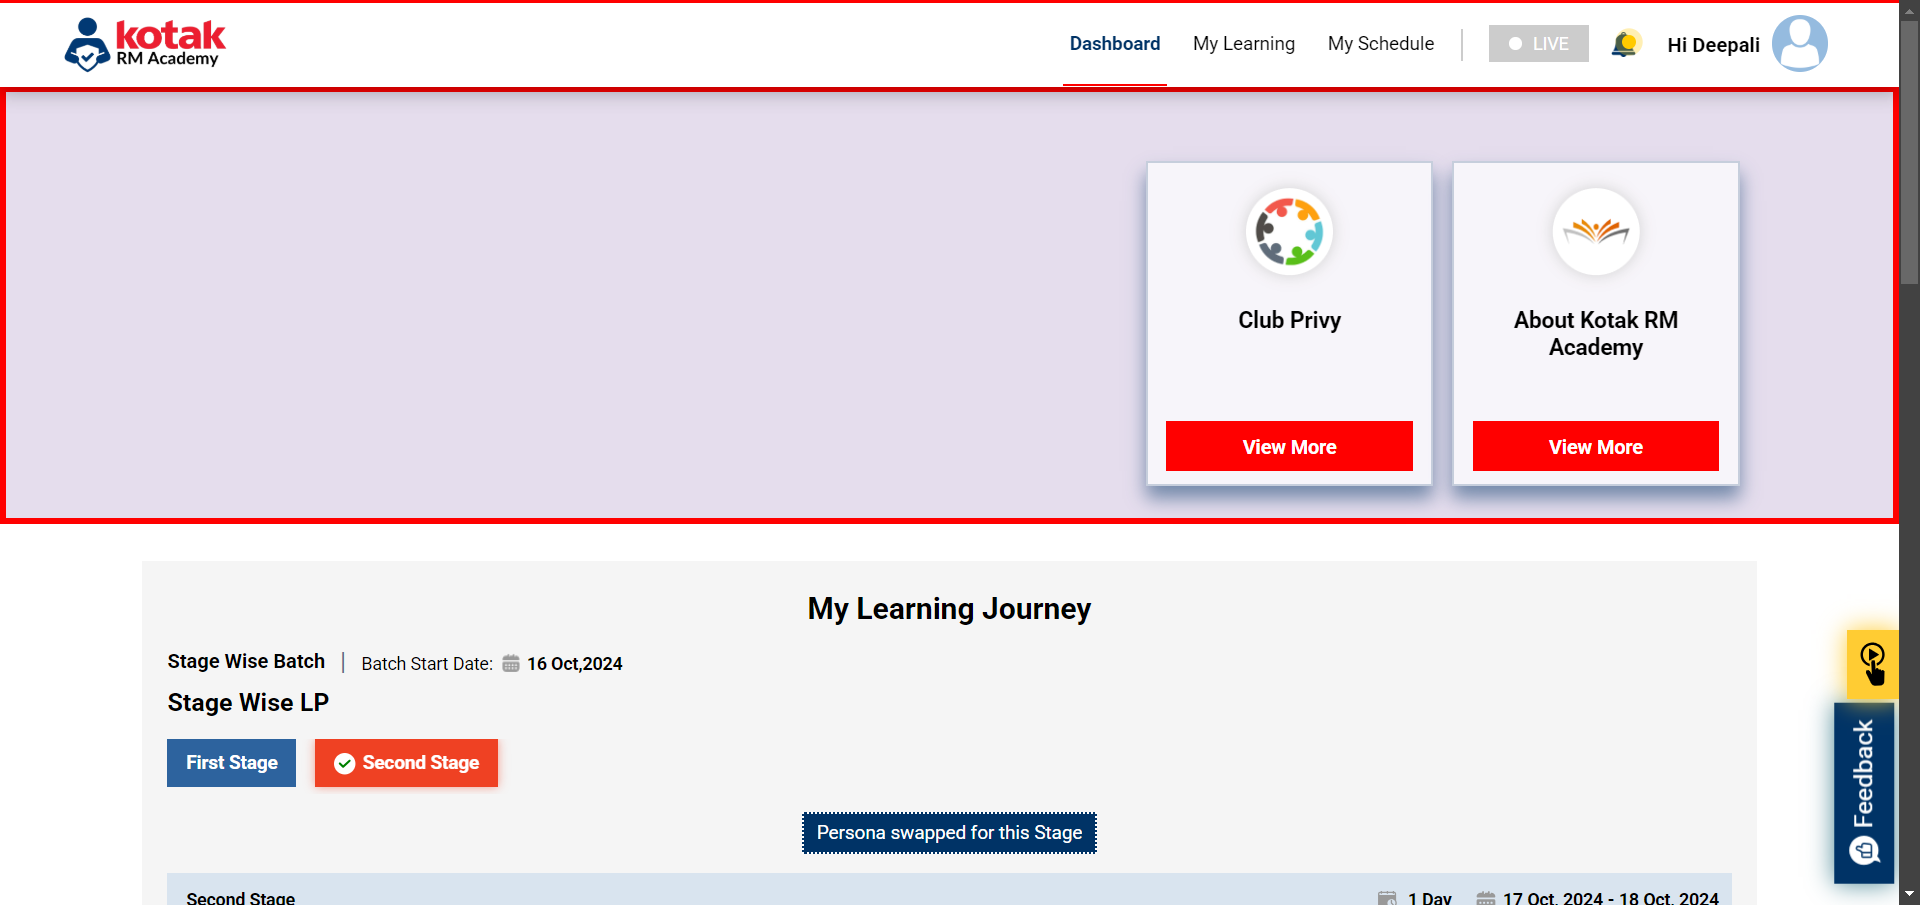 kotak
RM Academy
Dashboard
My Learning
My Schedule
LIVE
Hi Deepali
Club Privy
About Kotak RM
Academy
View More
View More
My Learning Journey
Stage Wise Batch
Batch Start Date: 16 Oct,2024
Stage Wise LP
First Stage
Second Stage
Persona swapped for this Stage
Second Stage
1 Day
17 Oct, 2024 - 18 Oct, 2024
Feedback